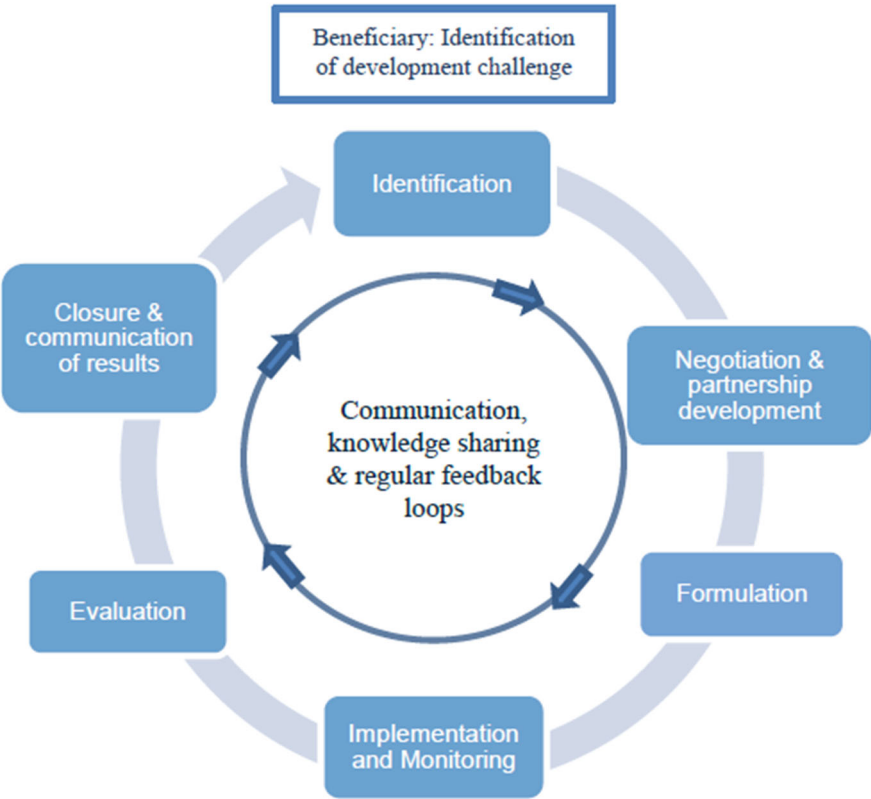 Beneficiary: Identification
of development challenge
Identification
Negotiation &
partnership
development
Formulation
Implementation
and Monitoring
Evaluation
Closure &
communication
of results
Communication,
knowledge sharing
& regular feedback
loops